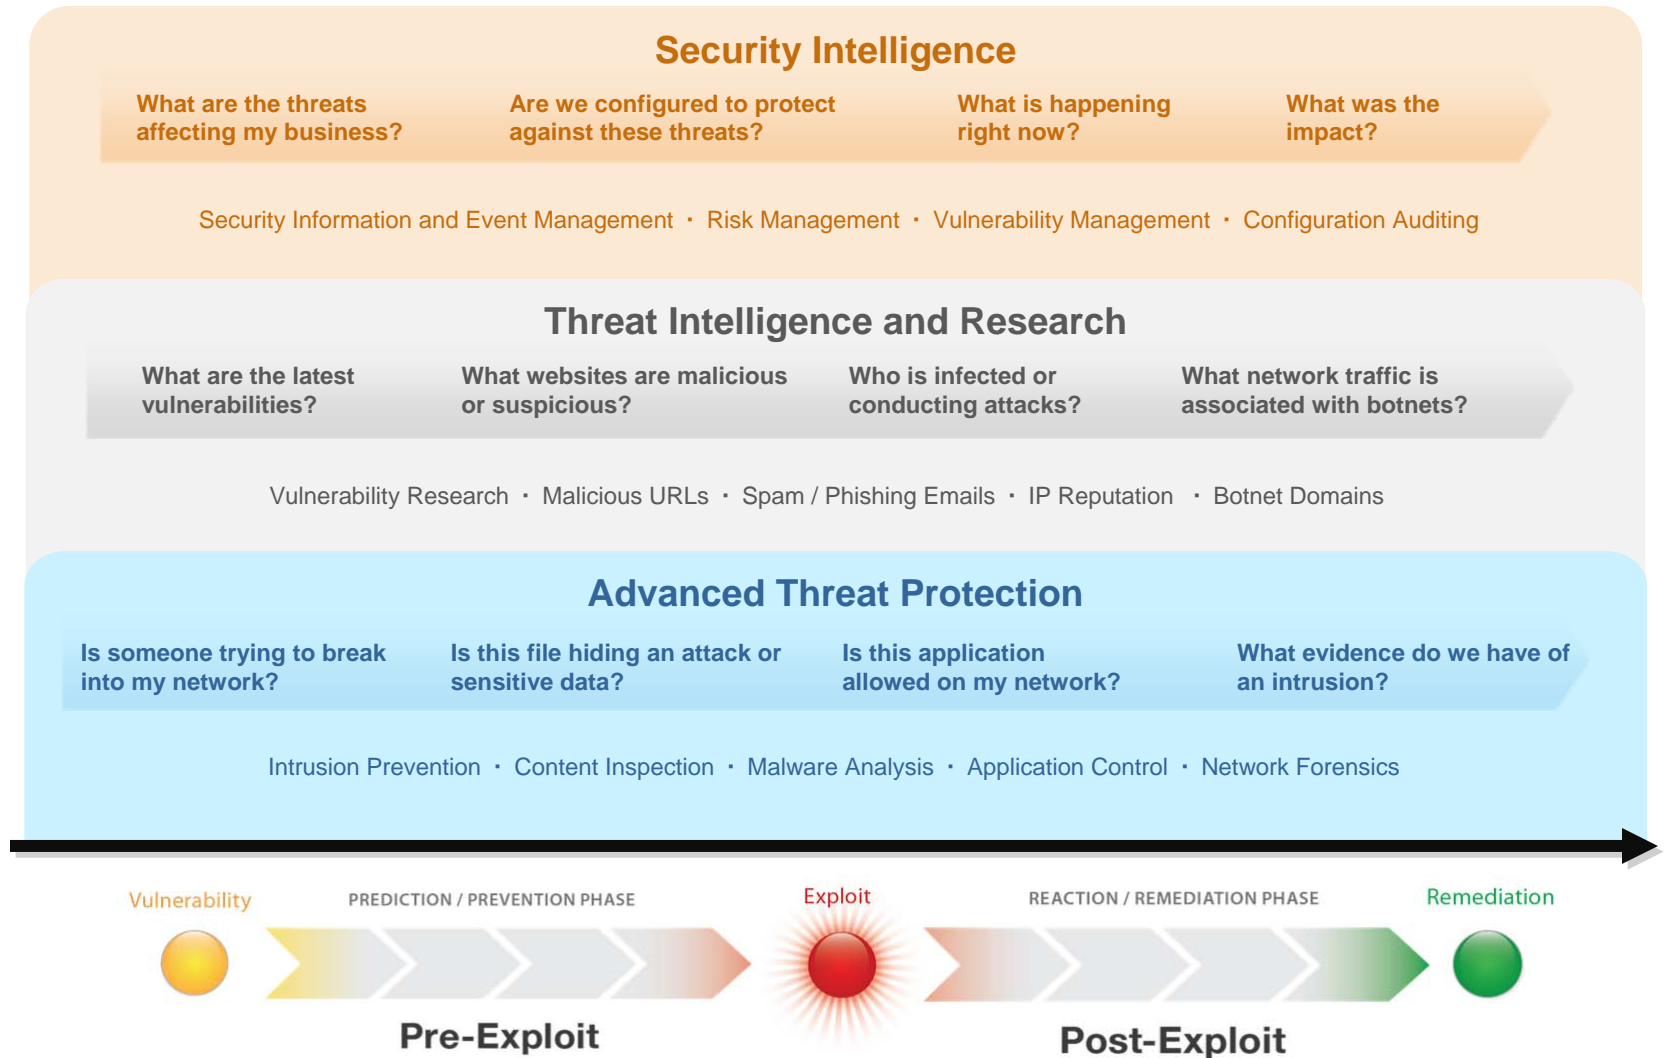 Security Intelligence
What are the threats
affecting my business?
Are we configured to protect
against these threats?
What is happening
right now?
What was the
impact?
Security Information and Event Management · Risk Management · Vulnerability Management · Configuration Auditing
Threat Intelligence and Research
What are the latest
vulnerabilities?
What websites are malicious
or suspicious?
Who is infected or
conducting attacks?
What network traffic is
associated with botnets?
Vulnerability Research · Malicious URLs · Spam / Phishing Emails · IP Reputation · Botnet Domains
Advanced Threat Protection
Is someone trying to break
into my network?
Is this file hiding an attack or
sensitive data?
Is this application
allowed on my network?
What evidence do we have of
an intrusion?
Intrusion Prevention · Content Inspection · Malware Analysis · Application Control · Network Forensics
Vulnerability
PREDICTION / PREVENTION PHASE
Exploit
REACTION / REMEDIATION PHASE
Remediation
Pre-Exploit
Post-Exploit